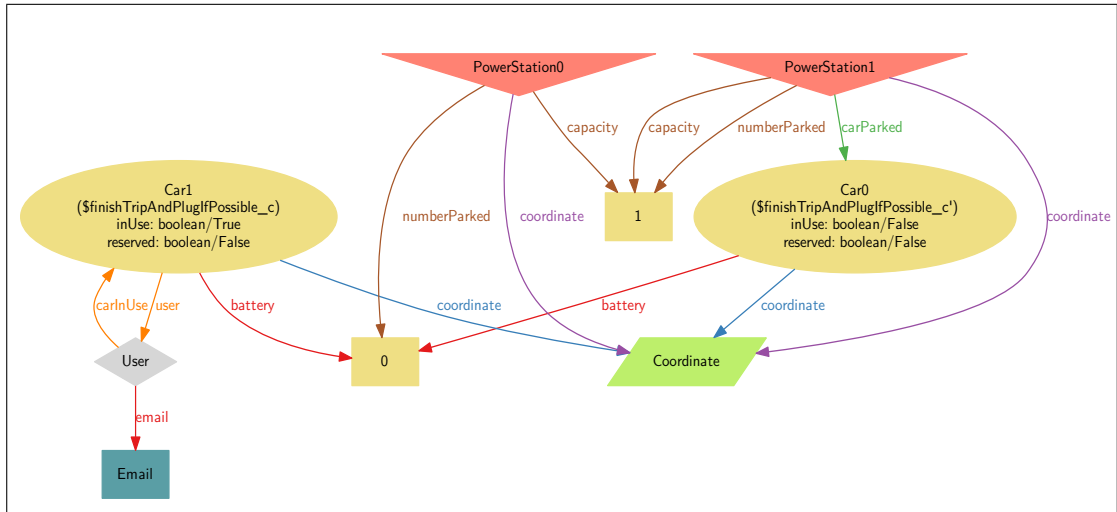 PowerStation0
PowerStation1
capacity
capacity
numberParked
carParked
Car1
($finishTripAndPlugIfPossible_c)
inUse: boolean/True
reserved: boolean/False
numberParked
coordinate
1
Car0
($finishTripAndPlugIfPossible_c')
inUse: boolean/False
reserved: boolean/False
coordinate
carInUse
user
battery
coordinate
battery
coordinate
User
0
Coordinate
email
Email